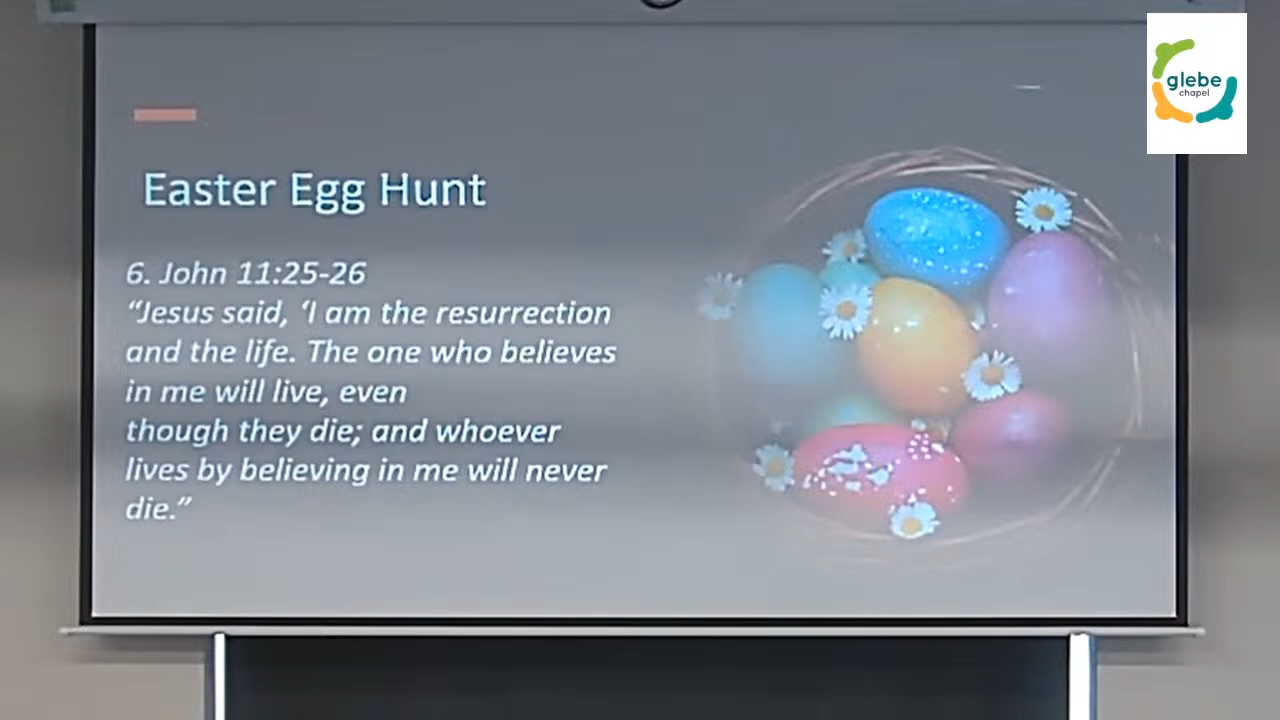 glebe
chapel
Easter Egg Hunt
6. John 11:25-26
“Jesus said, ‘I am the resurrection
and the life. The one who believes
in me will live, even
though they die; and whoever
lives by believing in me will never
die.”